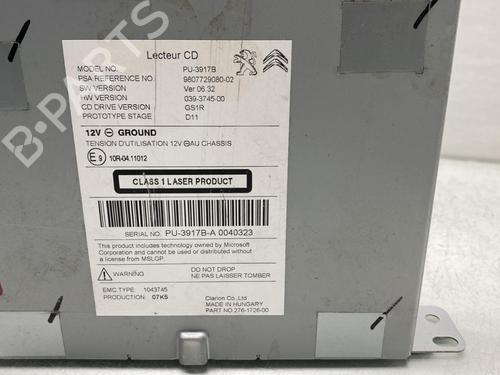 B-PARTS
Lecteur CD
MODEL NO. PU-3917B
PSA REFERENCE NO. 9807729080-02
SW VERSION Ver 06.32
HW VERSION 039-3745-00
CD DRIVE VERSION GS1R
PROTOTYPE STAGE D11
12V ⊖ GROUND
TENSION D'UTILISATION 12V ⊖AU CHASSIS
E9 10R-04.11012
CLASS 1 LASER PRODUCT
SERIAL NO. PU-3917B-A 0040323
This product includes technology owned by Microsoft
Corporation and cannot be used or distributed without
a license from MSLGP.
WARNING DO NOT DROP
NE PAS LAISSER TOMBER
EMC TYPE: 1043745
PRODUCTION: 07K5
Clarion Co.,Ltd
MADE IN HUNGARY
PART NO 276-1726-00